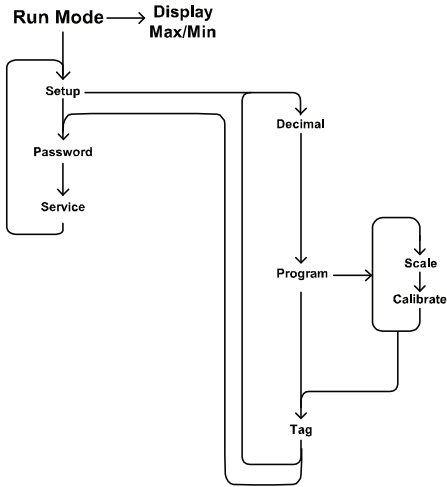 Run Mode
Display
Max/Min
Setup
Decimal
Password
Service
Program
Scale
Calibrate
Tag